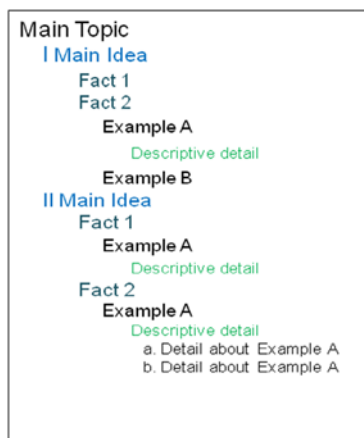 Main Topic
I Main Idea
Fact 1
Fact 2
Example A
Descriptive detail
Example B
II Main Idea
Fact 1
Example A
Descriptive detail
Fact 2
Example A
Descriptive detail
a. Detail about Example A
b. Detail about Example A